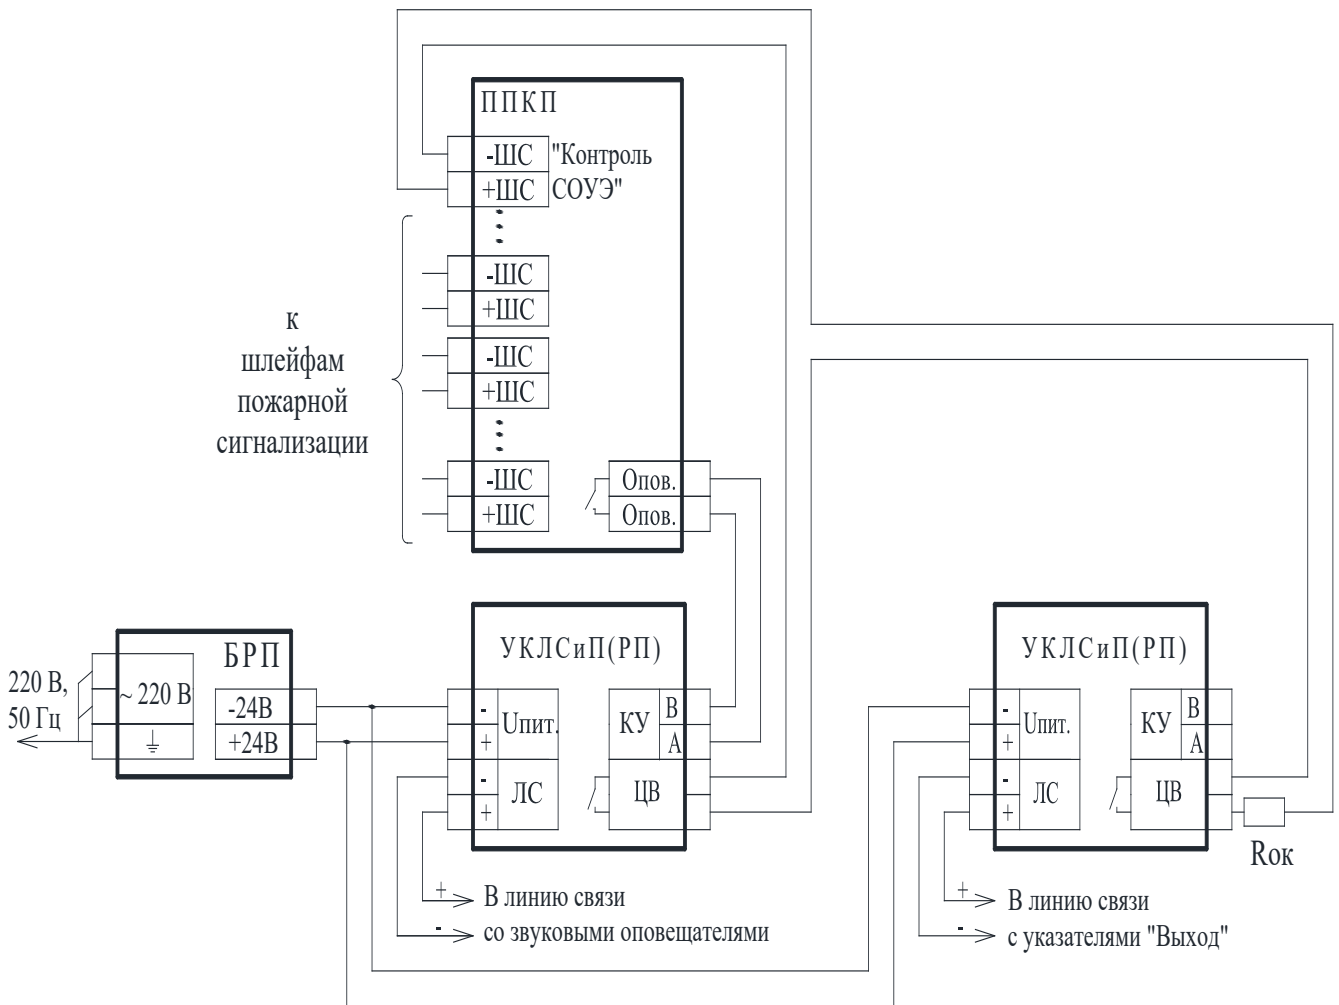 ППКП
-ШС "Контроль
+ШС СОУЭ"
-ШС
+ШС
-ШС
+ШС
-ШС
+ШС
к
шлейфам
пожарной
сигнализации
Опов.
Опов.
БРП
220 В,
50 Гц
~ 220 В
-24В
+24В
УКЛСиП(РП)
-
+
Uпит.
-
+
ЛС
КУ
В
А
ЦВ
+
В линию связи
-
со звуковыми оповещателями
УКЛСиП(РП)
-
+
Uпит.
-
+
ЛС
КУ
В
А
ЦВ
Rок
+
В линию связи
-
с указателями "Выход"